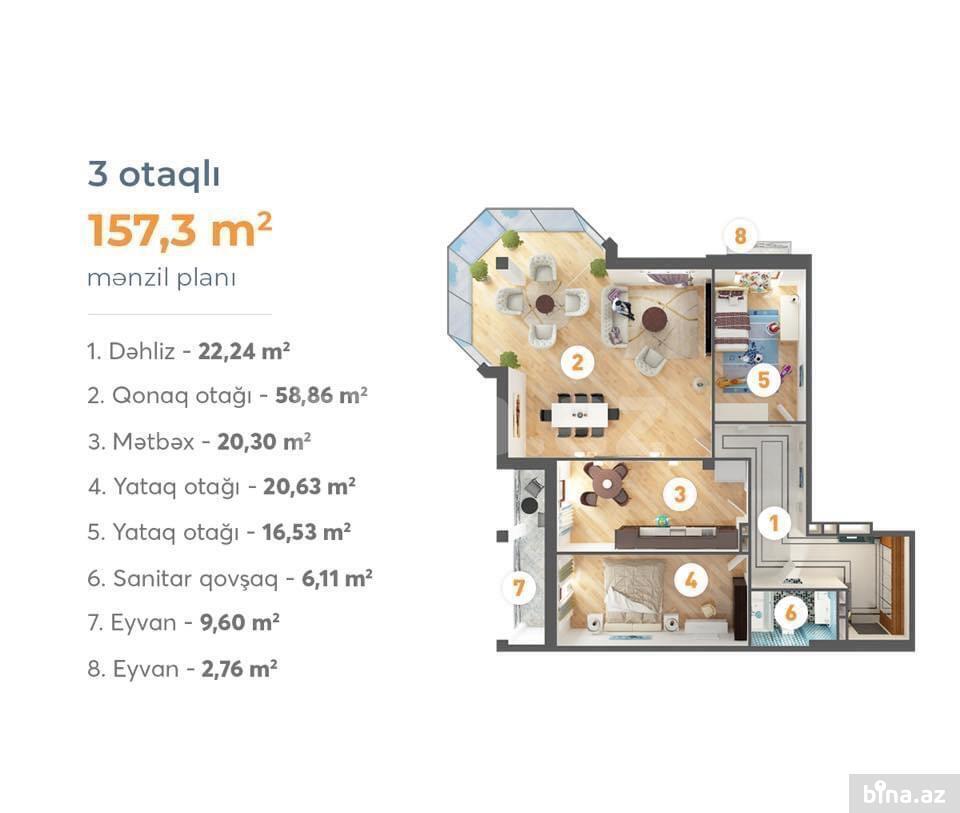 3 otaqlı
157,3 m²
mənzil planı
1. Dəhliz - 22,24 m²
2. Qonaq otağı - 58,86 m²
3. Mətbəx - 20,30 m²
4. Yataq otağı - 20,63 m²
5. Yataq otağı - 16,53 m²
6. Sanitar qovşaq - 6,11 m²
7. Eyvan - 9,60 m²
8. Eyvan - 2,76 m²
8
2
5
3
1
4
7
6
bina.az